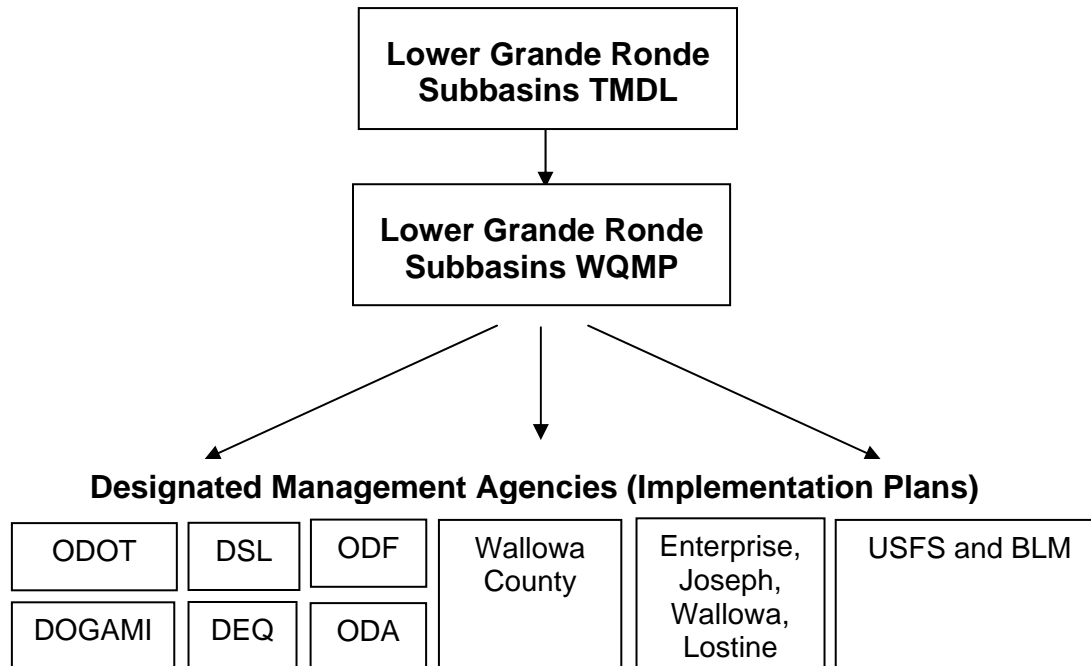 Lower Grande Ronde
Subbasins TMDL
Lower Grande Ronde
Subbasins WQMP
Designated Management Agencies (Implementation Plans)
ODOT
DSL
ODF
Wallowa
County
Enterprise,
Joseph,
Wallowa,
Lostine
USFS and BLM
DOGAMI
DEQ
ODA